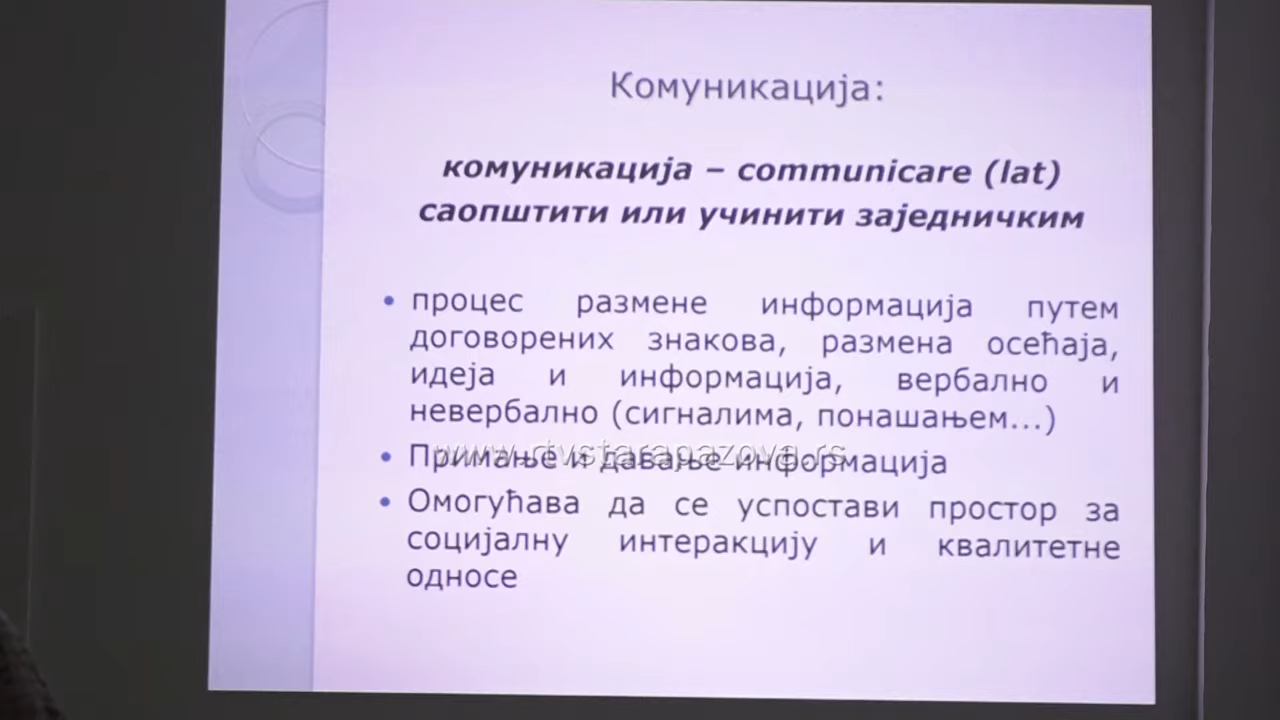 Комуникација:
комуникација – communicare (lat)
саопштити или учинити заједничким
• процес размене информација путем
договорених знакова, размена осећаја,
идеја и информација, вербално и
невербално (сигналима, понашањем...)
www.rtvstarapazova.rs
• Примање и давање информација
• Омогућава да се успостави простор за
социјалну интеракцију и квалитетне
односе